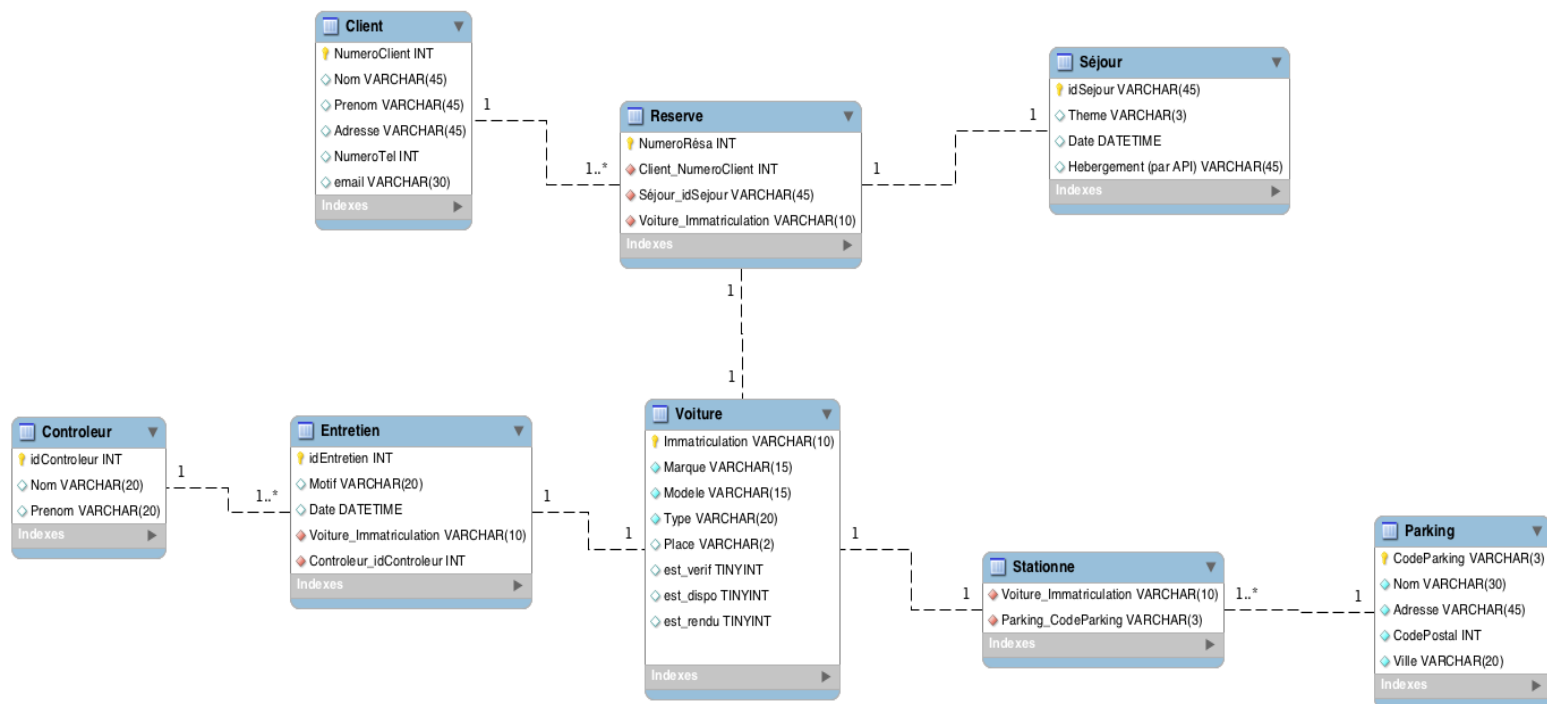 Client
NumeroClient INT
Nom VARCHAR(45)
Prenom VARCHAR(45)
Adresse VARCHAR(45)
NumeroTel INT
email VARCHAR(30)
Indexes
1
1..*
Reserve
NumeroRésa INT
Client_NumeroClient INT
Séjour_idSejour VARCHAR(45)
Voiture_Immatriculation VARCHAR(10)
Indexes
1
1
Séjour
idSejour VARCHAR(45)
Theme VARCHAR(3)
Date DATETIME
Hebergement (par API) VARCHAR(45)
Indexes
1
1
Controleur
idControleur INT
Nom VARCHAR(20)
Prenom VARCHAR(20)
Indexes
1
1..*
Entretien
idEntretien INT
Motif VARCHAR(20)
Date DATETIME
Voiture_Immatriculation VARCHAR(10)
Controleur_idControleur INT
Indexes
1
1
Voiture
Immatriculation VARCHAR(10)
Marque VARCHAR(15)
Modele VARCHAR(15)
Type VARCHAR(20)
Place VARCHAR(2)
est_verif TINYINT
est_dispo TINYINT
est_rendu TINYINT
Indexes
1
1
Stationne
Voiture_Immatriculation VARCHAR(10)
Parking_CodeParking VARCHAR(3)
Indexes
1..*
1
Parking
CodeParking VARCHAR(3)
Nom VARCHAR(30)
Adresse VARCHAR(45)
CodePostal INT
Ville VARCHAR(20)
Indexes